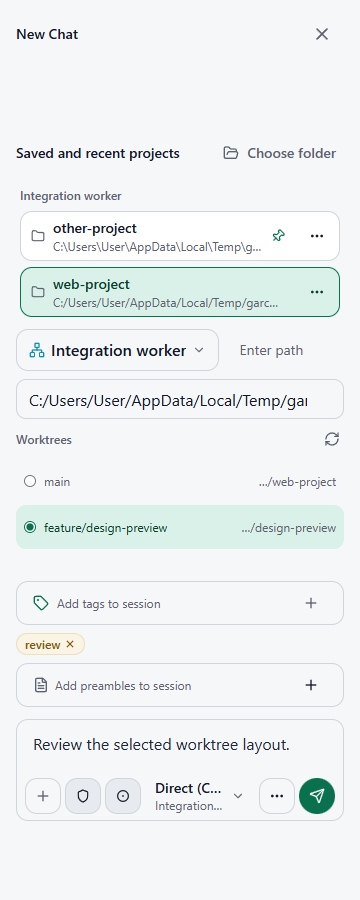 New Chat
Saved and recent projects
Choose folder
Integration worker
other-project
C:\Users\User\AppData\Local\Temp\g...
web-project
C:/Users/User/AppData/Local/Temp/garc...
Integration worker
Enter path
C:/Users/User/AppData/Local/Temp/gar
Worktrees
main
.../web-project
feature/design-preview
.../design-preview
Add tags to session
review
Add preambles to session
Review the selected worktree layout.
Direct (C...
Integration...